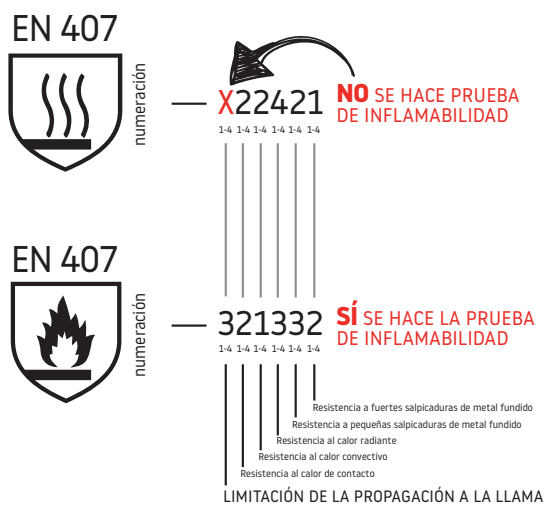 EN 407
numeración
X22421
1-4 1-4 1-4 1-4 1-4 1-4
NO SE HACE PRUEBA
DE INFLAMABILIDAD
EN 407
numeración
321332
1-4 1-4 1-4 1-4 1-4 1-4
SÍ SE HACE LA PRUEBA
DE INFLAMABILIDAD
Resistencia a fuertes salpicaduras de metal fundido
Resistencia a pequeñas salpicaduras de metal fundido
Resistencia al calor radiante
Resistencia al calor convectivo
Resistencia al calor de contacto
LIMITACIÓN DE LA PROPAGACIÓN A LA LLAMA